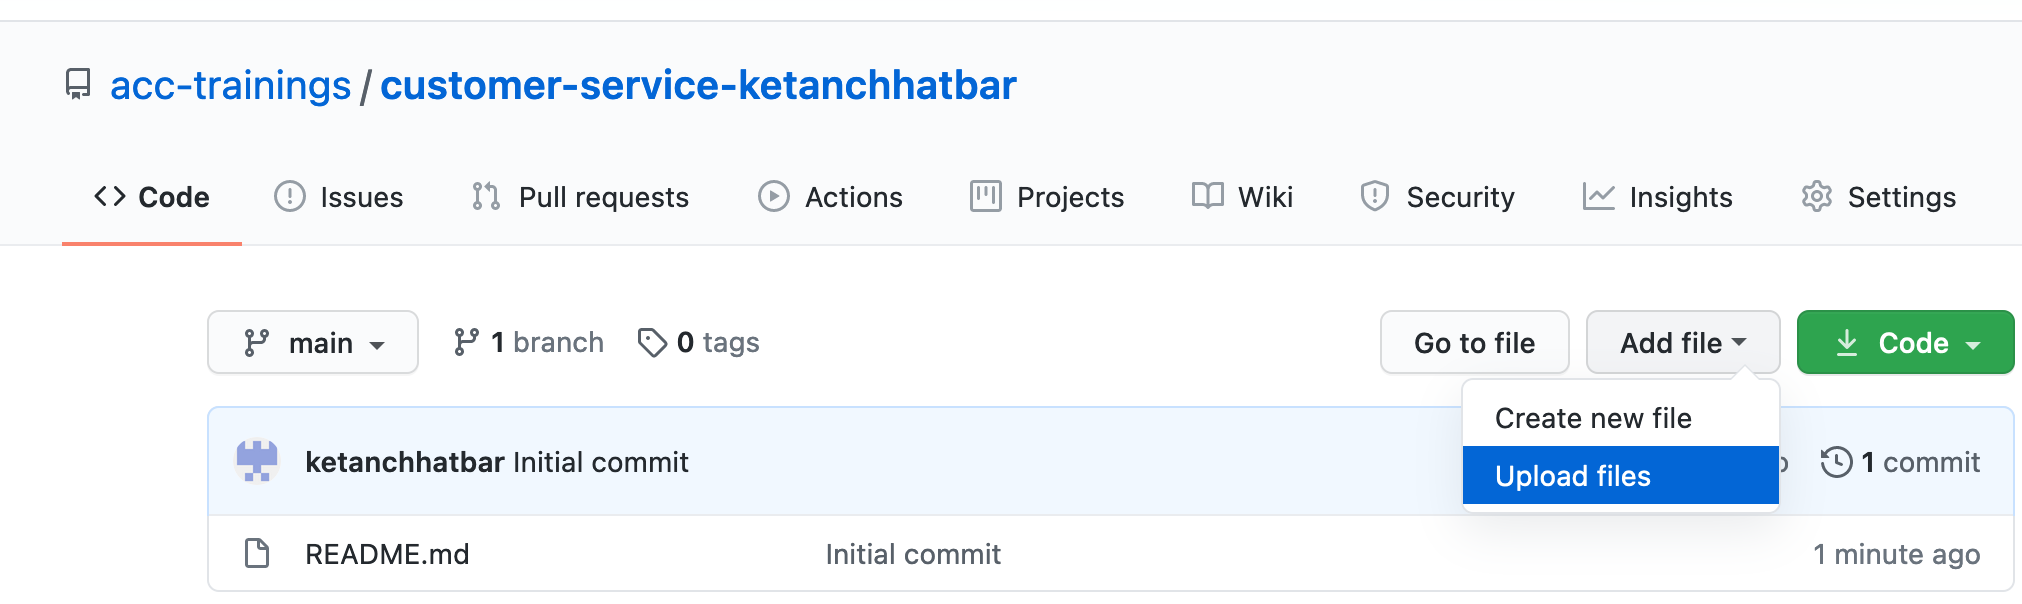 acc-trainings / customer-service-ketanchhatbar
Code Issues Pull requests Actions Projects Wiki Security Insights Settings
main 1 branch 0 tags Go to file Add file Code
Create new file
ketanchhatbar Initial commit 1 commit
Upload files
README.md Initial commit 1 minute ago